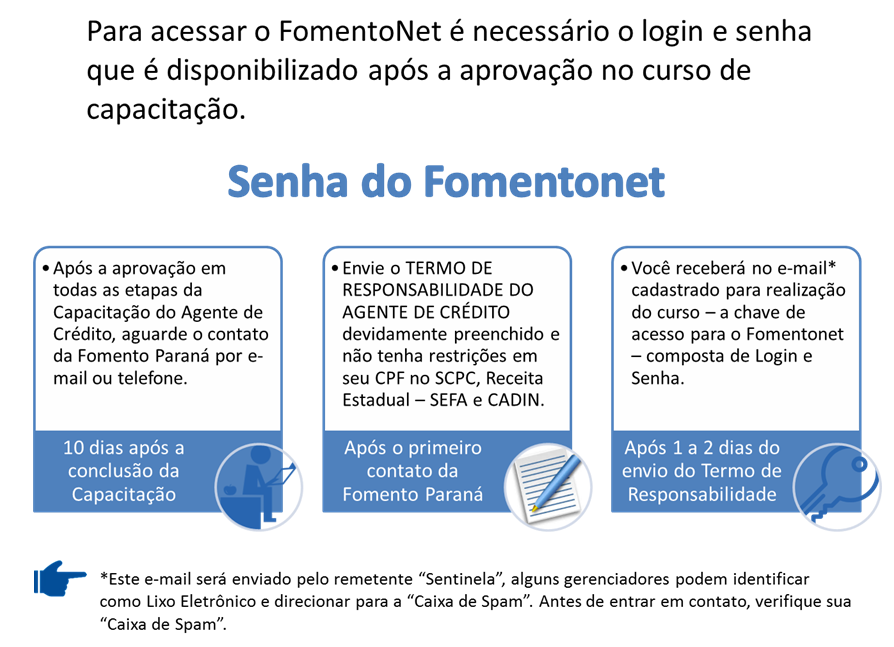 Para acessar o FomentoNet é necessário o login e senha
que é disponibilizado após a aprovação no curso de
capacitação.
Senha do Fomentonet
•Após a aprovação em
todas as etapas da
Capacitação do Agente de
Crédito, aguarde o contato
da Fomento Paraná por e-
mail ou telefone.
10 dias após a
conclusão da
Capacitação
•Envie o TERMO DE
RESPONSABILIDADE DO
AGENTE DE CRÉDITO
devidamente preenchido e
não tenha restrições em
seu CPF no SCPC, Receita
Estadual – SEFA e CADIN.
Após o primeiro
contato da
Fomento Paraná
•Você receberá no e-mail*
cadastrado para realização
do curso – a chave de
acesso para o Fomentonet
– composta de Login e
Senha.
Após 1 a 2 dias do
envio do Termo de
Responsabilidade
*Este e-mail será enviado pelo remetente “Sentinela”, alguns gerenciadores podem identificar
como Lixo Eletrônico e direcionar para a “Caixa de Spam”. Antes de entrar em contato, verifique sua
“Caixa de Spam”.